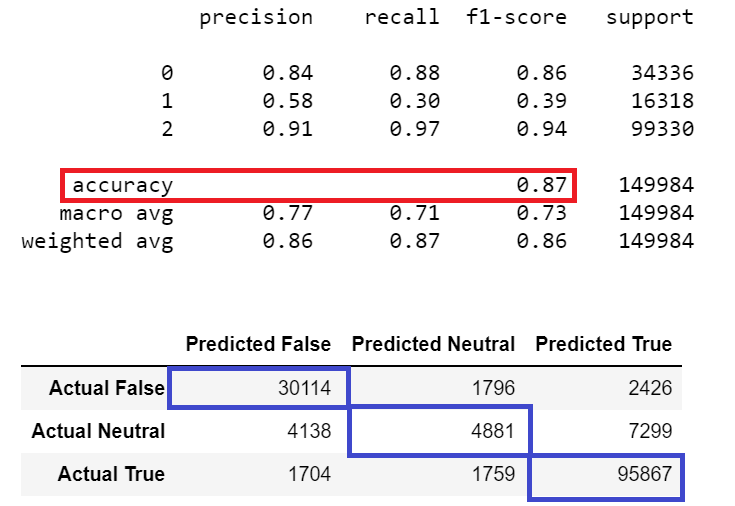 precision recall f1-score support
0 0.84 0.88 0.86 34336
1 0.58 0.30 0.39 16318
2 0.91 0.97 0.94 99330
accuracy 0.87 149984
macro avg 0.77 0.71 0.73 149984
weighted avg 0.86 0.87 0.86 149984
Predicted False Predicted Neutral Predicted True
Actual False 30114 1796 2426
Actual Neutral 4138 4881 7299
Actual True 1704 1759 95867